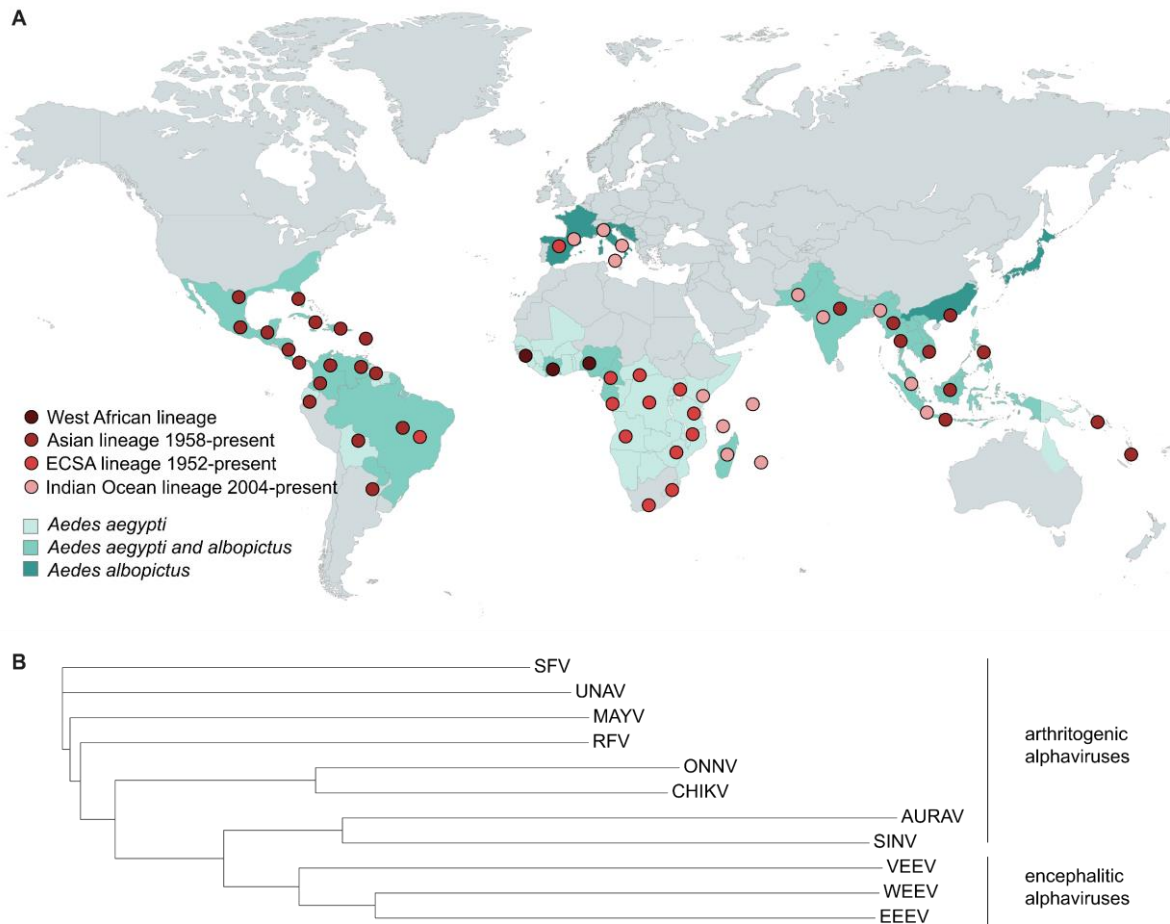 A
West African lineage
Asian lineage 1958-present
ECSA lineage 1952-present
Indian Ocean lineage 2004-present
Aedes aegypti
Aedes aegypti and albopictus
Aedes albopictus
B
SFV
UNAV
MAYV
RFV
ONNV
CHIKV
AURAV
SINV
VEEV
WEEV
EEEV
arthritogenic
alphaviruses
encephalitic
alphaviruses